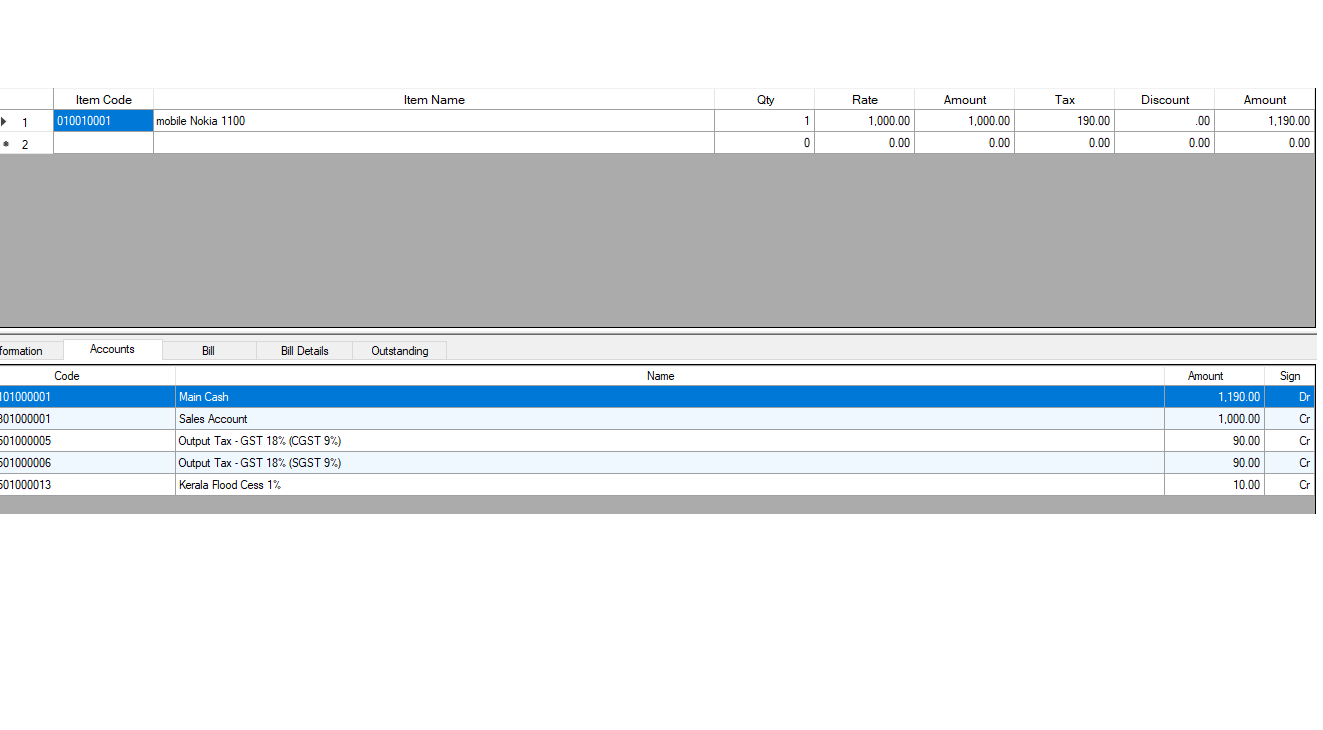 Item Code Item Name Qty Rate Amount Tax Discount Amount
1 010010001 mobile Nokia 1100 1 1,000.00 1,000.00 190.00 .00 1,190.00
2 0 0.00 0.00 0.00 0.00 0.00
formation Accounts Bill Bill Details Outstanding
Code Name Amount Sign
101000001 Main Cash 1,190.00 Dr
301000001 Sales Account 1,000.00 Cr
501000005 Output Tax - GST 18% (CGST 9%) 90.00 Cr
501000006 Output Tax - GST 18% (SGST 9%) 90.00 Cr
501000013 Kerala Flood Cess 1% 10.00 Cr